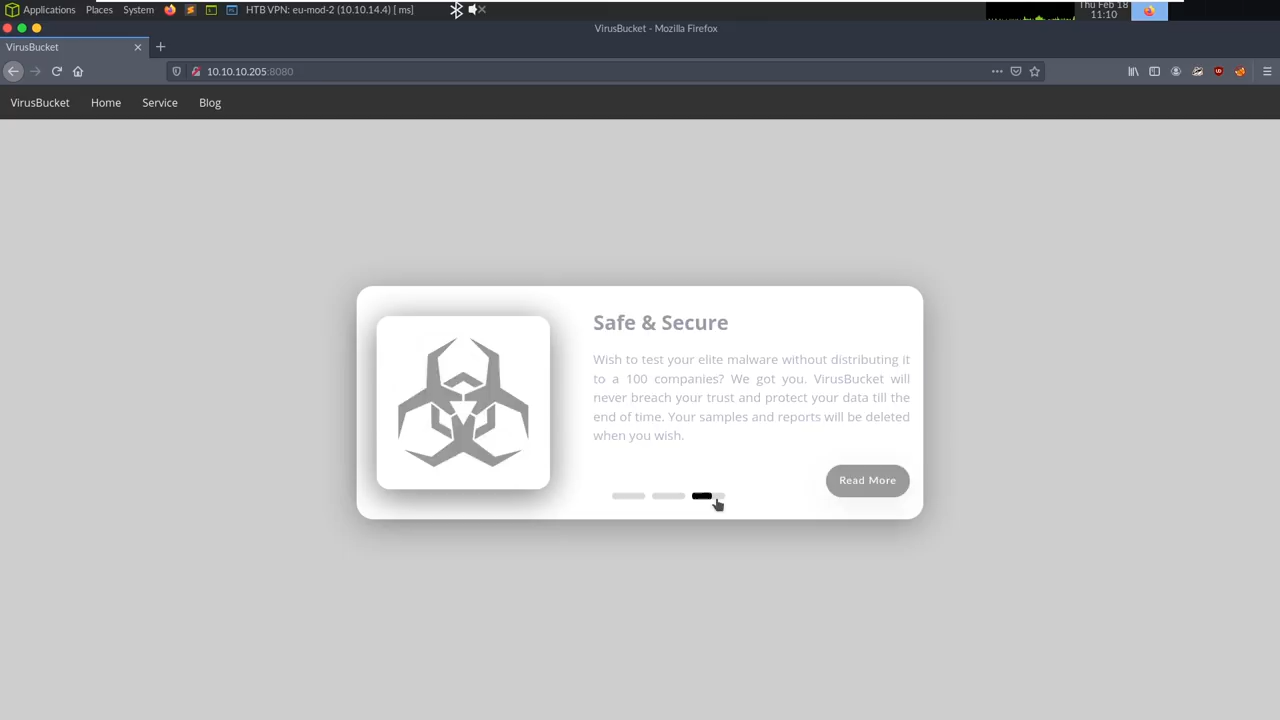 Applications Places System HTB VPN: eu-mod-2 (10.10.14.4) [ ms]
Thu Feb 18
11:10
VirusBucket - Mozilla Firefox
VirusBucket
10.10.10.205:8080
VirusBucket Home Service Blog
Safe & Secure
Wish to test your elite malware without distributing it
to a 100 companies? We got you. VirusBucket will
never breach your trust and protect your data till the
end of time. Your samples and reports will be deleted
when you wish.
Read More